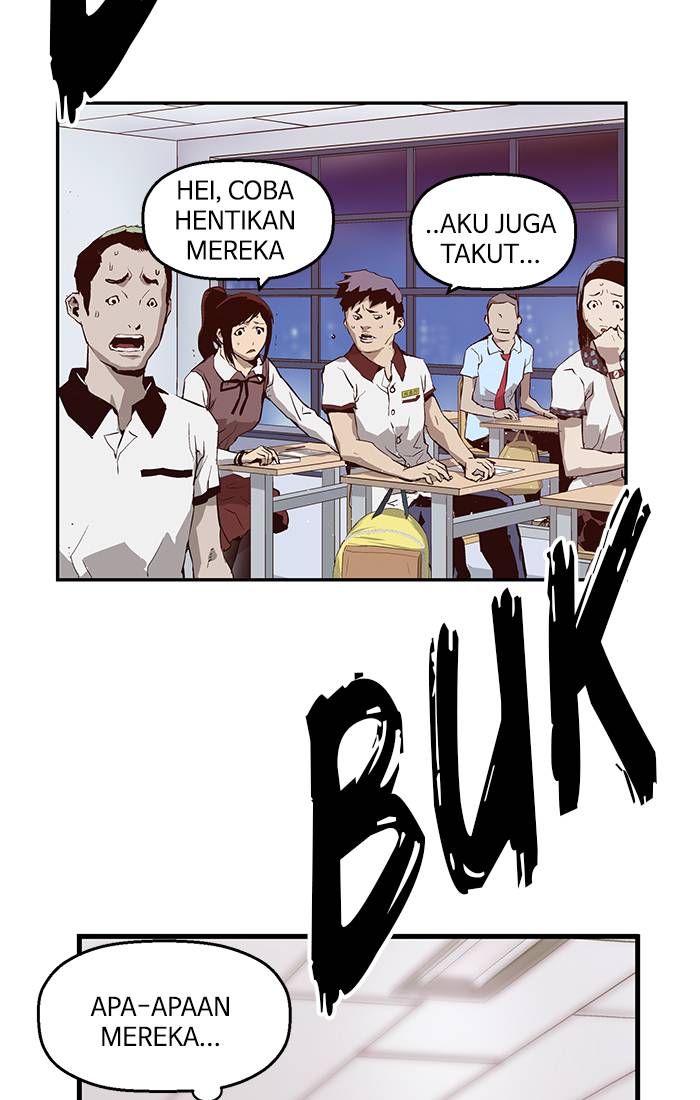 HEI, COBA
HENTIKAN
MEREKA
..AKU JUGA
TAKUT...
BUK
APA-APAAN
MEREKA...